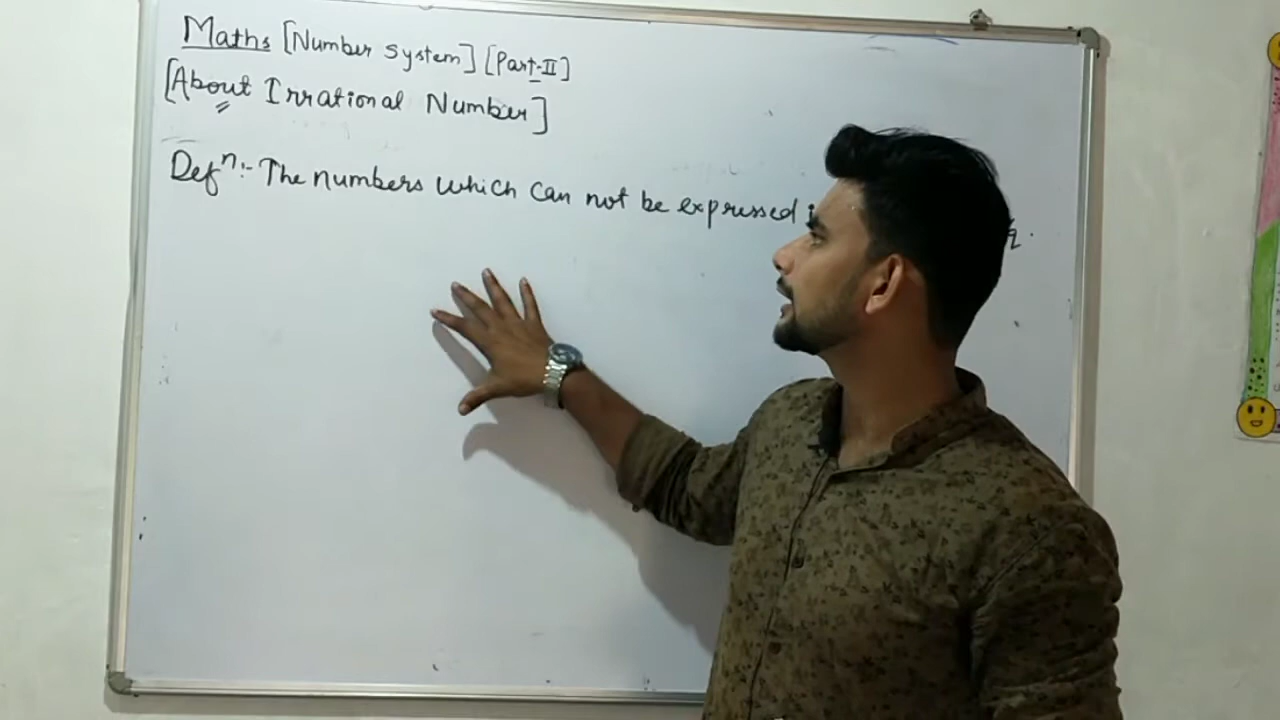 Maths [Number System] [Part-II]
[About Irrational Number]
Defⁿ:- The numbers which can not be expressed